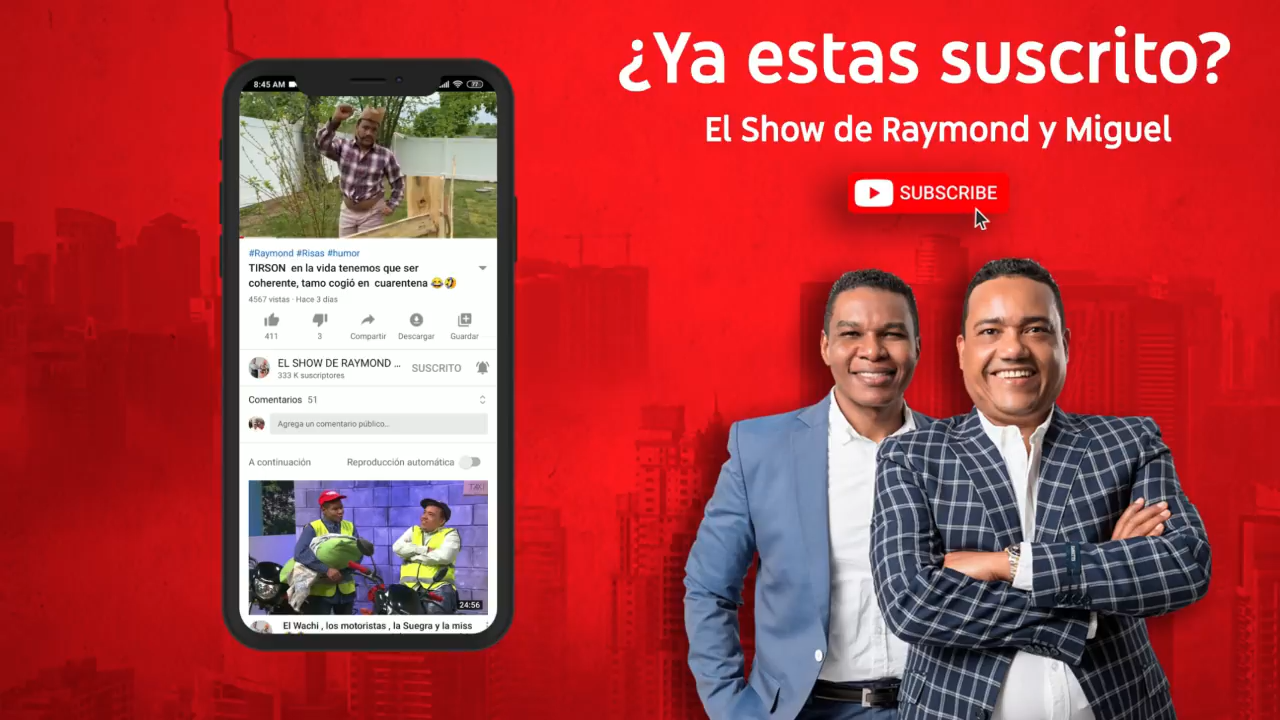 ¿Ya estas suscrito?
El Show de Raymond y Miguel
SUBSCRIBE
8:45 AM
77
#Raymond #Risas #humor
TIRSON en la vida tenemos que ser
coherente, tamo cogió en cuarentena 😂🤣
4567 vistas · Hace 3 días
411
3
Compartir
Descargar
Guardar
EL SHOW DE RAYMOND ...
SUSCRITO
333 K suscriptores
Comentarios 51
Agrega un comentario público...
A continuación
Reproducción automática
TAXI
24:56
El Wachi , los motoristas , la Suegra y la miss